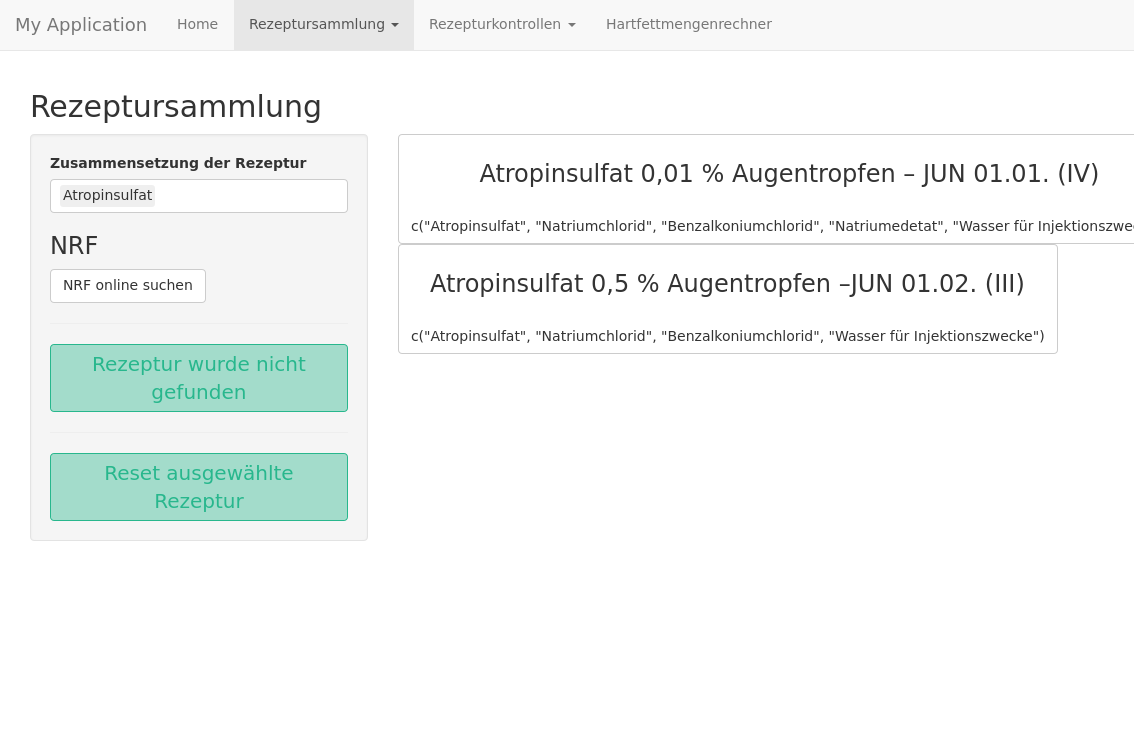 My Application Home Rezeptursammlung Rezepturkontrollen Hartfettmengenrechner
Rezeptursammlung
Zusammensetzung der Rezeptur
Atropinsulfat
NRF
NRF online suchen
Rezeptur wurde nicht
gefunden
Reset ausgewählte
Rezeptur
Atropinsulfat 0,01 % Augentropfen – JUN 01.01. (IV)
c("Atropinsulfat", "Natriumchlorid", "Benzalkoniumchlorid", "Natriumedetat", "Wasser für
Atropinsulfat 0,5 % Augentropfen –JUN 01.02. (III)
c("Atropinsulfat", "Natriumchlorid", "Benzalkoniumchlorid", "Wasser für Injektionszwecke")